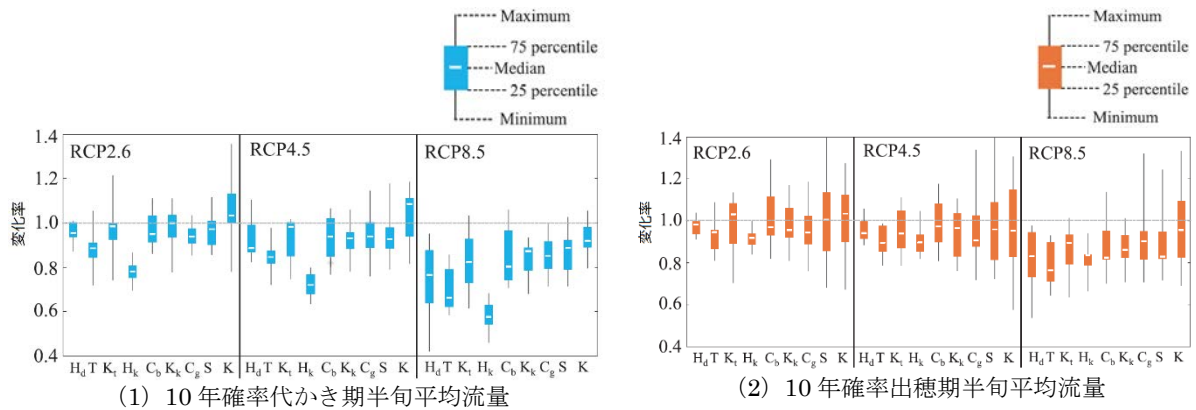 Maximum
75 percentile
Median
25 percentile
Minimum
1.4
1.2
1.0
0.8
0.6
0.4
変化率
RCP2.6
RCP4.5
RCP8.5
Hd T Kt Hk Cb Kk Cg S K
Hd T Kt Hk Cb Kk Cg S K
Hd T Kt Hk Cb Kk Cg S K
(1) 10 年確率代かき期半旬平均流量
Maximum
75 percentile
Median
25 percentile
Minimum
1.4
1.2
1.0
0.8
0.6
0.4
変化率
RCP2.6
RCP4.5
RCP8.5
Hd T Kt Hk Cb Kk Cg S K
Hd T Kt Hk Cb Kk Cg S K
Hd T Kt Hk Cb Kk Cg S K
(2) 10 年確率出穂期半旬平均流量